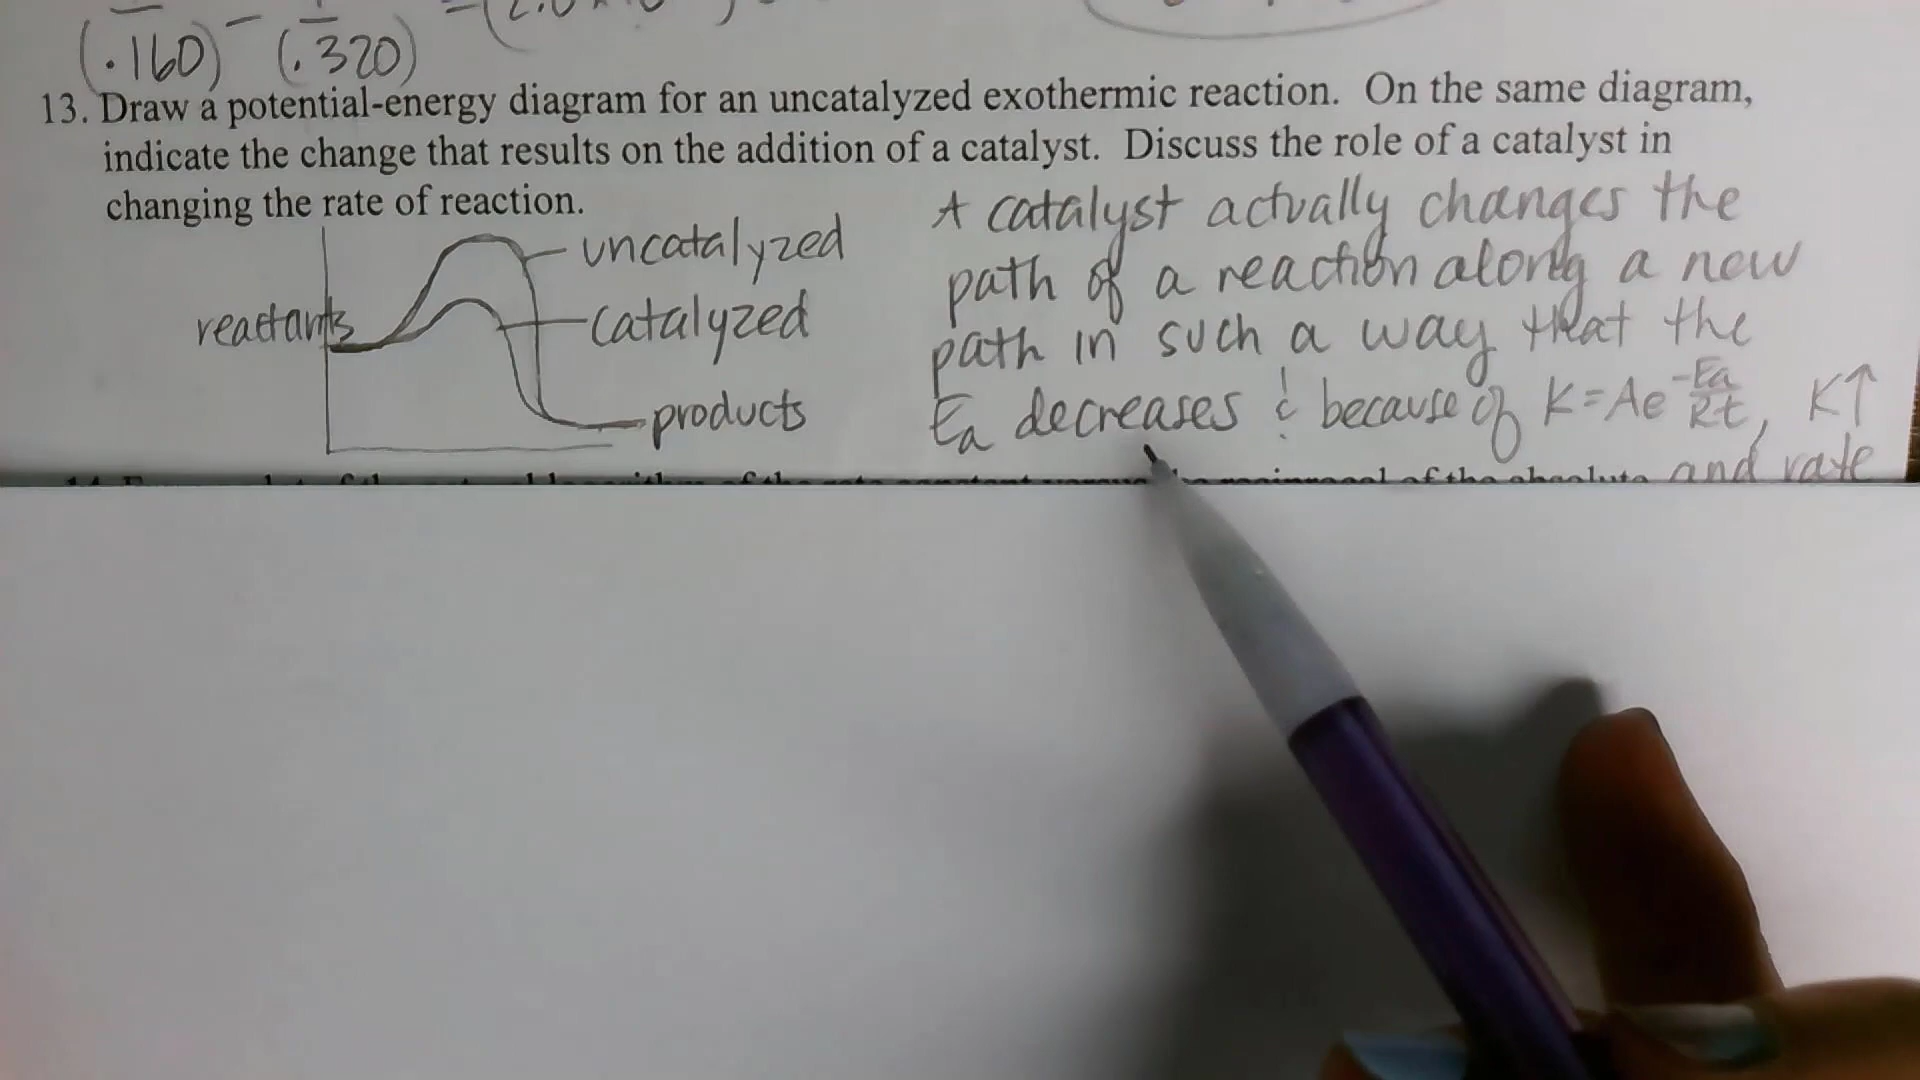 (.160) - (.320)
13. Draw a potential-energy diagram for an uncatalyzed exothermic reaction. On the same diagram,
indicate the change that results on the addition of a catalyst. Discuss the role of a catalyst in
changing the rate of reaction.
uncatalyzed
reactants
catalyzed
products
A catalyst actually changes the
path of a reaction along a new
path in such a way that the
Ea decreases & because of K=Ae^-Ea/Rt, K↑
and rate